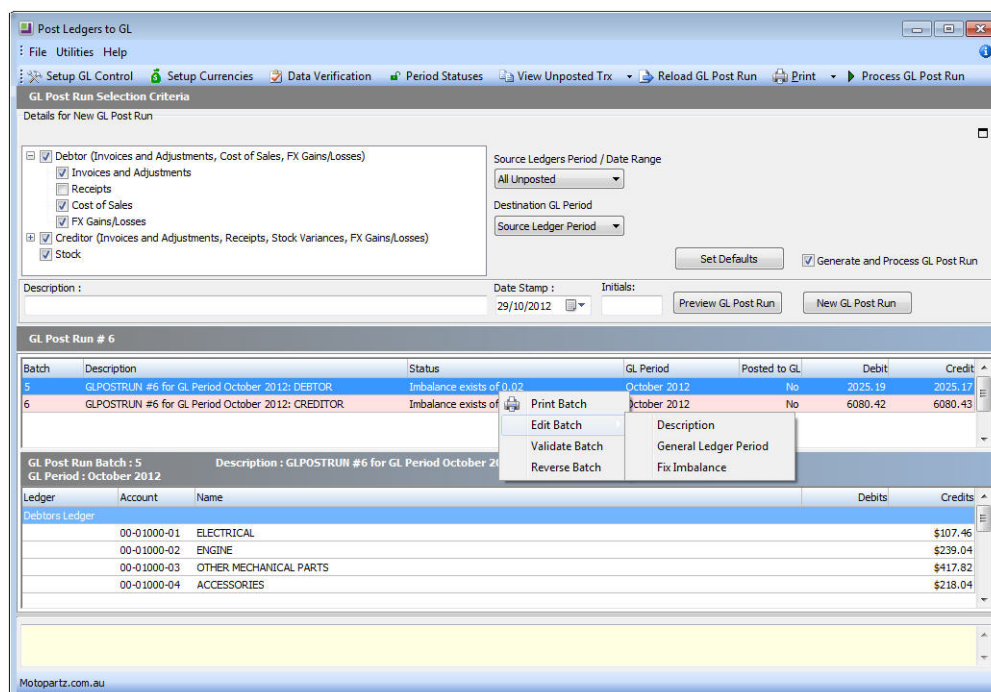 Post Ledgers to GL
File Utilities Help
Setup GL Control Setup Currencies Data Verification Period Statuses View Unposted Trx Reload GL Post Run Print Process GL Post Run
GL Post Run Selection Criteria
Details for New GL Post Run
Debtor (Invoices and Adjustments, Cost of Sales, FX Gains/Losses)
Invoices and Adjustments
Receipts
Cost of Sales
FX Gains/Losses
Creditor (Invoices and Adjustments, Receipts, Stock Variances, FX Gains/Losses)
Stock
Source Ledgers Period / Date Range
All Unposted
Destination GL Period
Source Ledger Period
Set Defaults Generate and Process GL Post Run
Description : Date Stamp : Initials:
29/10/2012 Preview GL Post Run New GL Post Run
GL Post Run # 6
Batch Description Status GL Period Posted to GL Debit Credit
5 GLPOSTRUN #6 for GL Period October 2012: DEBTOR Imbalance exists of 0.02 October 2012 No 2025.19 2025.17
6 GLPOSTRUN #6 for GL Period October 2012: CREDITOR Imbalance exists of October 2012 No 6080.42 6080.43
Print Batch
Edit Batch
Validate Batch
Reverse Batch
Description
General Ledger Period
Fix Imbalance
GL Post Run Batch : 5 Description : GLPOSTRUN #6 for GL Period October
GL Period : October 2012
Ledger Account Name Debits Credits
Debtors Ledger
00-01000-01 ELECTRICAL $107.46
00-01000-02 ENGINE $239.04
00-01000-03 OTHER MECHANICAL PARTS $417.82
00-01000-04 ACCESSORIES $218.04
Motopartz.com.au